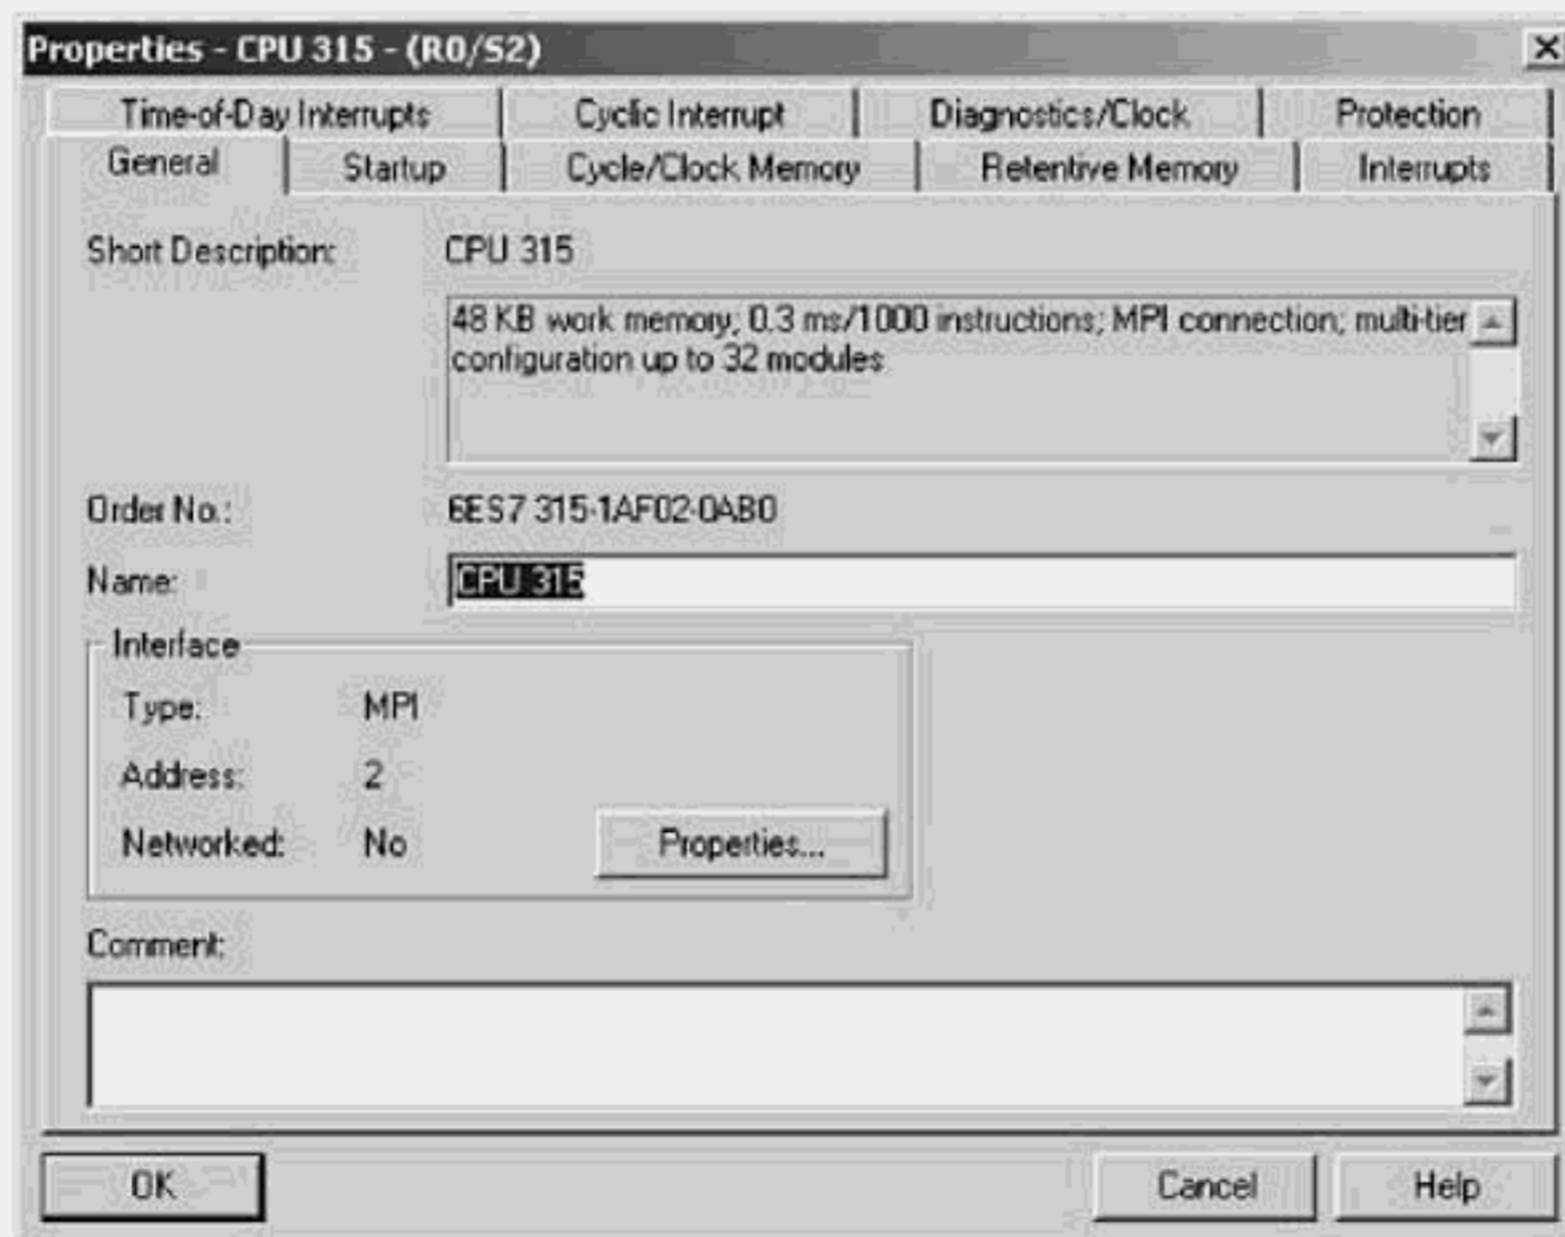 Properties - CPU 315 - (R0/S2)
Time-of-Day Interrupts Cyclic Interrupt Diagnostics/Clock Protection
General Startup Cycle/Clock Memory Retentive Memory Interrupts
Short Description: CPU 315
48 KB work memory; 0.3 ms/1000 instructions; MPI connection; multi-tier
configuration up to 32 modules
Order No.: 6ES7 315-1AF02-0AB0
Name: CPU 315
Interface
Type: MPI
Address: 2
Networked: No Properties...
Comment:
OK Cancel Help